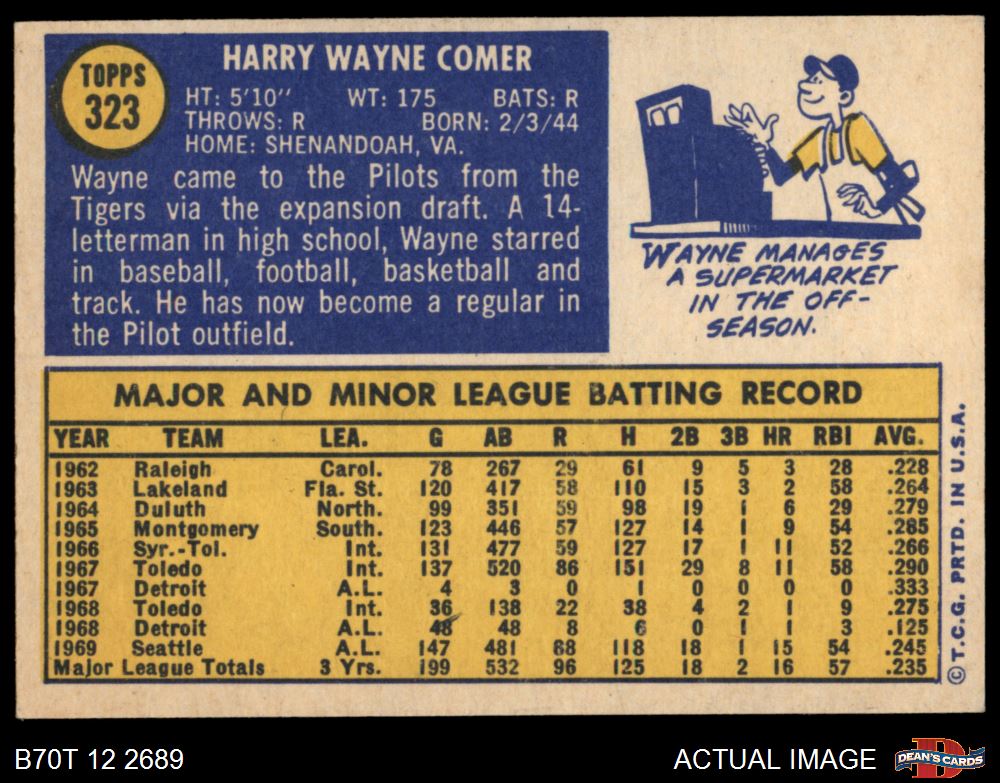 TOPPS
323
HARRY WAYNE COMER
HT: 5'10" WT: 175 BATS: R
THROWS: R BORN: 2/3/44
HOME: SHENANDOAH, VA.
Wayne came to the Pilots from the
Tigers via the expansion draft. A 14-
letterman in high school, Wayne starred
in baseball, football, basketball and
track. He has now become a regular in
the Pilot outfield.
WAYNE MANAGES
A SUPERMARKET
IN THE OFF-
SEASON.
MAJOR AND MINOR LEAGUE BATTING RECORD
YEAR TEAM LEA. G AB R H 2B 3B HR RBI AVG.
1962 Raleigh Carol. 78 267 29 61 9 5 3 28 .228
1963 Lakeland Fla. St. 120 417 58 110 15 3 2 58 .264
1964 Duluth North. 99 351 59 98 19 1 6 29 .279
1965 Montgomery South. 123 446 57 127 14 1 9 54 .285
1966 Syr.-Tol. Int. 131 477 59 127 17 1 11 52 .266
1967 Toledo Int. 137 520 86 151 29 8 11 58 .290
1967 Detroit A.L. 4 3 0 1 0 0 0 0 .333
1968 Toledo Int. 36 138 22 38 4 2 1 9 .275
1968 Detroit A.L. 48 48 8 6 0 1 1 3 .125
1969 Seattle A.L. 147 481 88 118 18 1 15 54 .245
Major League Totals 3 Yrs. 199 532 96 125 18 2 16 57 .235
© T.C.G. PRTD. IN U.S.A.
B70T 12 2689
ACTUAL IMAGE
D
DEAN'S CARDS